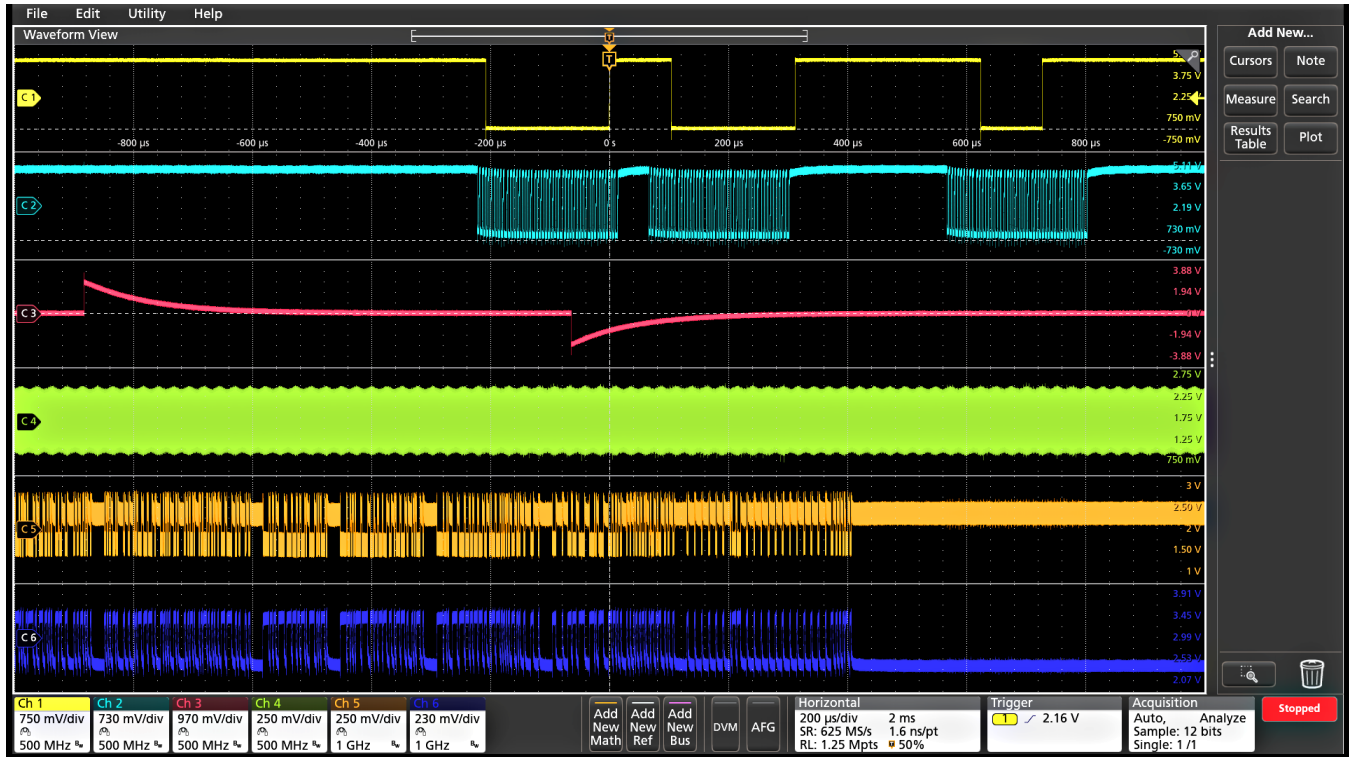 File Edit Utility Help
Waveform View
Add New...
Cursors Note
Measure Search
Results Table Plot
T
T
C 1
3.75 V
2.25 V
750 mV
-750 mV
-800 µs -600 µs -400 µs -200 µs 0 s 200 µs 400 µs 600 µs 800 µs
C 2
5.11 V
3.65 V
2.19 V
730 mV
-730 mV
C 3
3.88 V
1.94 V
0 V
-1.94 V
-3.88 V
C 4
2.75 V
2.25 V
1.75 V
1.25 V
750 mV
C 5
3 V
2.50 V
2 V
1.50 V
1 V
C 6
3.91 V
3.45 V
2.99 V
2.53 V
2.07 V
Ch 1
750 mV/div
500 MHz Bw
Ch 2
730 mV/div
500 MHz Bw
Ch 3
970 mV/div
500 MHz Bw
Ch 4
250 mV/div
500 MHz Bw
Ch 5
250 mV/div
1 GHz Bw
Ch 6
230 mV/div
1 GHz Bw
Add New Math
Add New Ref
Add New Bus
DVM
AFG
Horizontal
200 µs/div 2 ms
SR: 625 MS/s 1.6 ns/pt
RL: 1.25 Mpts T 50%
Trigger
1 2.16 V
Acquisition
Auto, Analyze
Sample: 12 bits
Single: 1 /1
Stopped